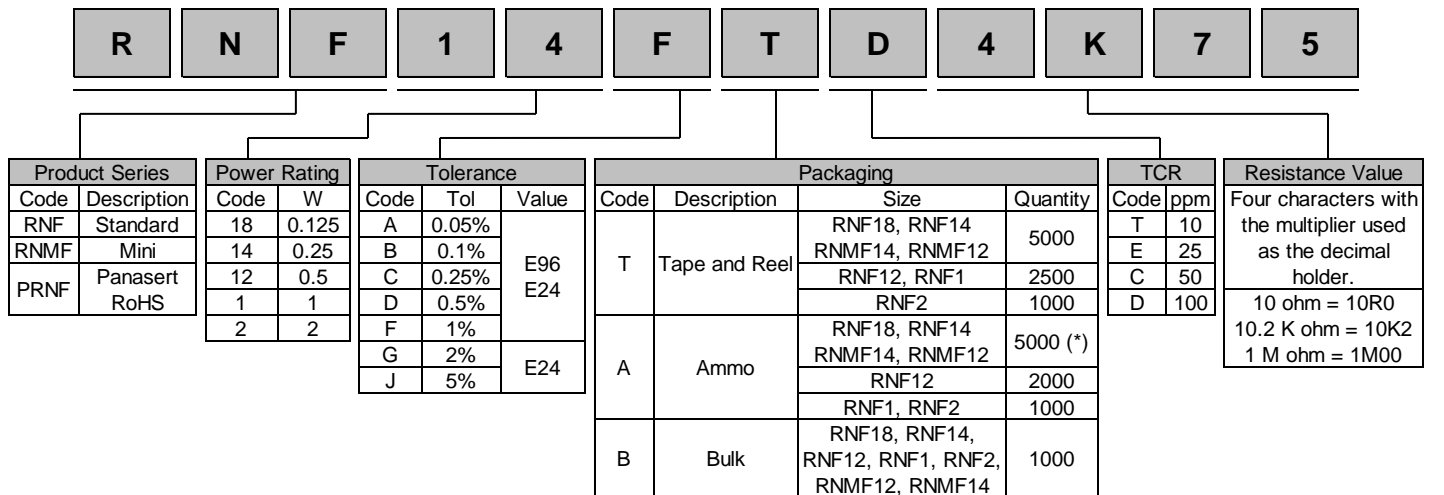 R N F 1 4 F T D 4 K 7 5
Product Series
Code Description
RNF Standard
RNMF Mini
PRNF Panasert RoHS
Power Rating
Code W
18 0.125
14 0.25
12 0.5
1 1
2 2
Tolerance
Code Tol Value
A 0.05%
B 0.1%
C 0.25%
D 0.5%
F 1%
E96
E24
G 2%
J 5%
E24
Packaging
Code Description Size Quantity
T Tape and Reel
RNF18, RNF14
RNMF14, RNMF12
5000
RNF12, RNF1 2500
RNF2 1000
A Ammo
RNF18, RNF14
RNMF14, RNMF12
5000 (*)
RNF12 2000
RNF1, RNF2 1000
B Bulk
RNF18, RNF14,
RNF12, RNF1, RNF2,
RNMF12, RNMF14
1000
TCR
Code ppm
T 10
E 25
C 50
D 100
Resistance Value
Four characters with
the multiplier used
as the decimal
holder.
10 ohm = 10R0
10.2 K ohm = 10K2
1 M ohm = 1M00